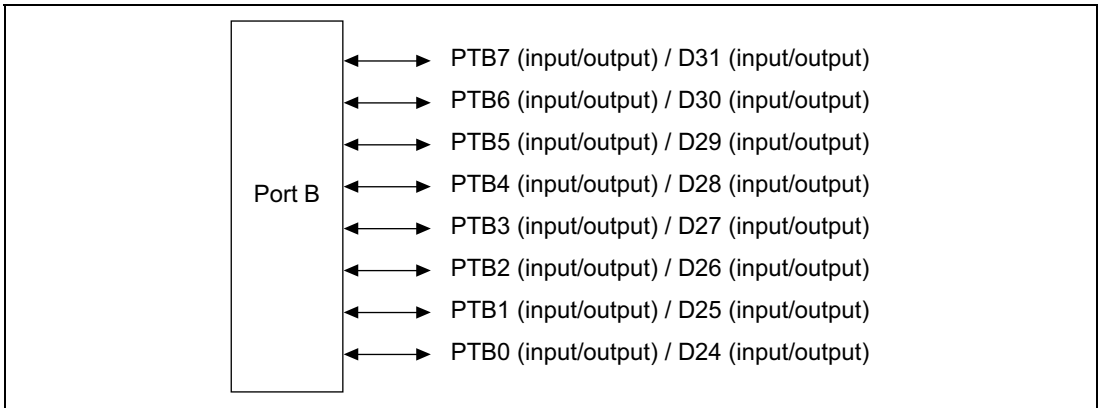 PTB7 (input/output) / D31 (input/output)
PTB6 (input/output) / D30 (input/output)
PTB5 (input/output) / D29 (input/output)
PTB4 (input/output) / D28 (input/output)
Port B
PTB3 (input/output) / D27 (input/output)
PTB2 (input/output) / D26 (input/output)
PTB1 (input/output) / D25 (input/output)
PTB0 (input/output) / D24 (input/output)